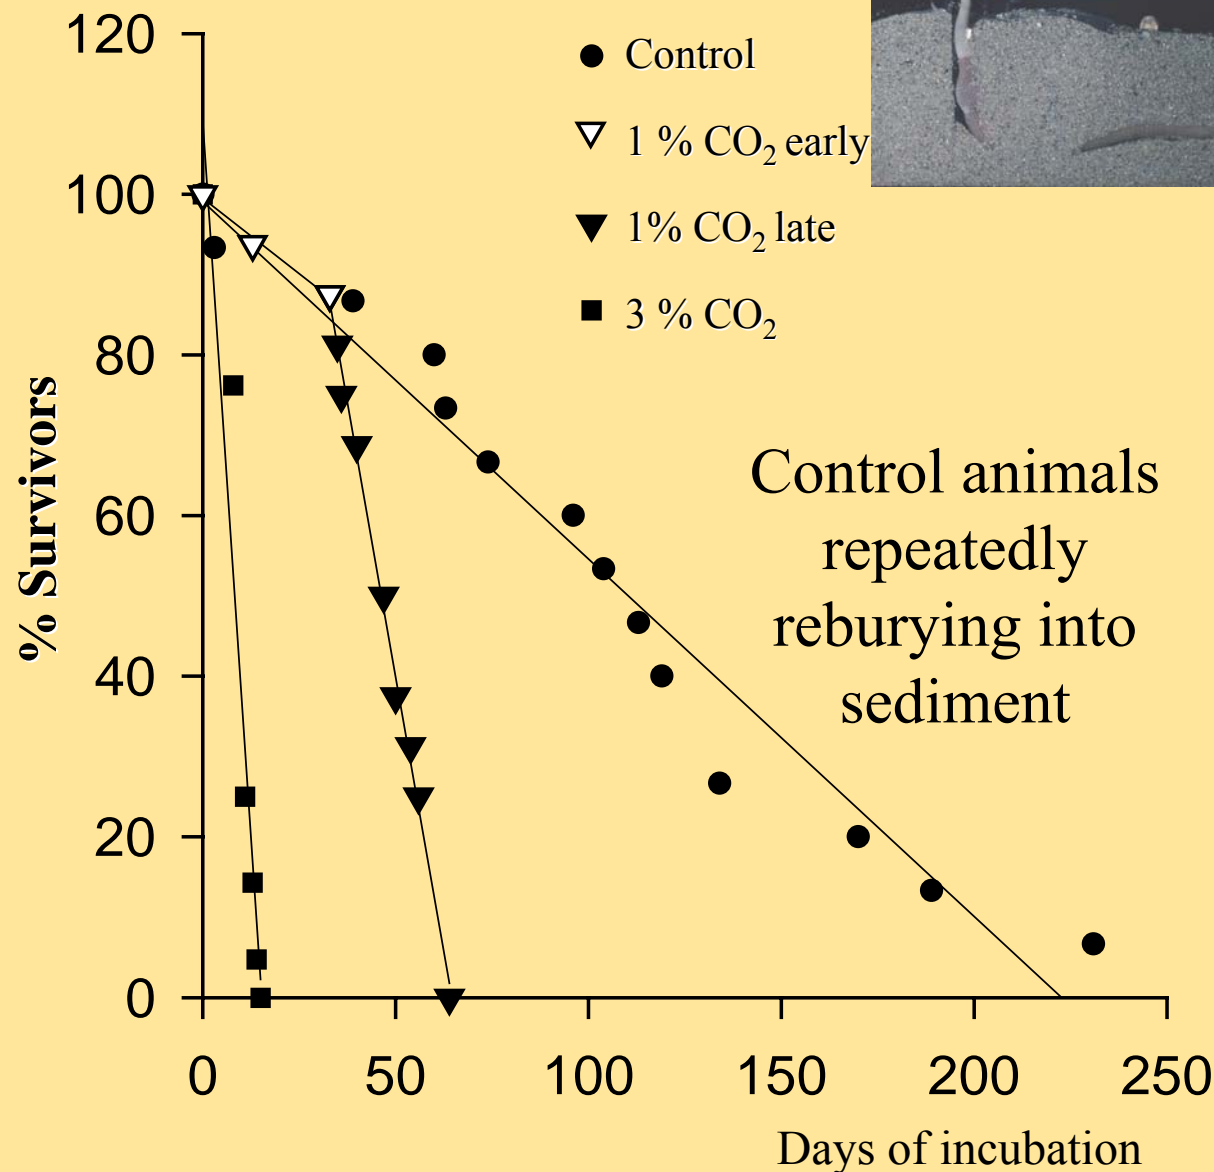 120
100
80
60
40
20
0
% Survivors
Control
1 % CO₂ early
1% CO₂ late
3 % CO₂
Control animals
repeatedly
reburying into
sediment
0 50 100 150 200 250
Days of incubation